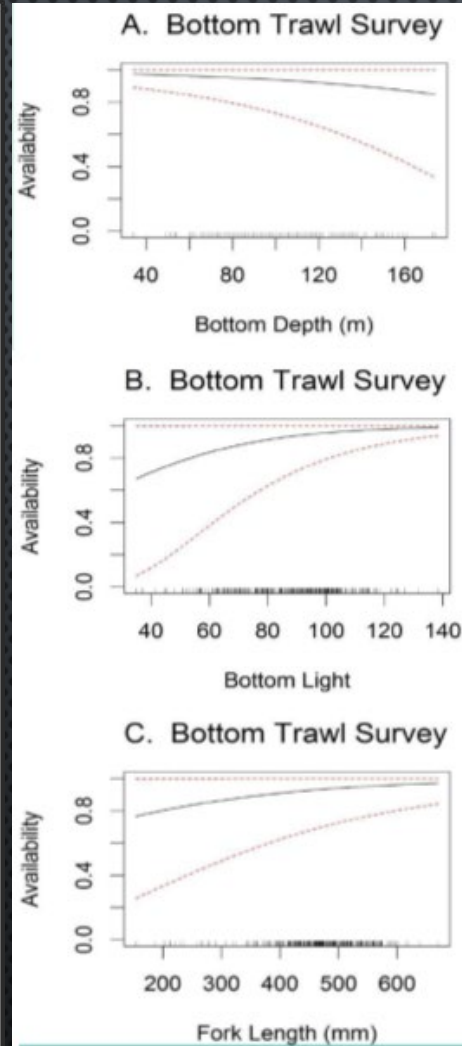 A. Bottom Trawl Survey
Availability
0.0 0.4 0.8
40 80 120 160
Bottom Depth (m)
B. Bottom Trawl Survey
Availability
0.0 0.4 0.8
40 60 80 100 120 140
Bottom Light
C. Bottom Trawl Survey
Availability
0.0 0.4 0.8
200 300 400 500 600
Fork Length (mm)